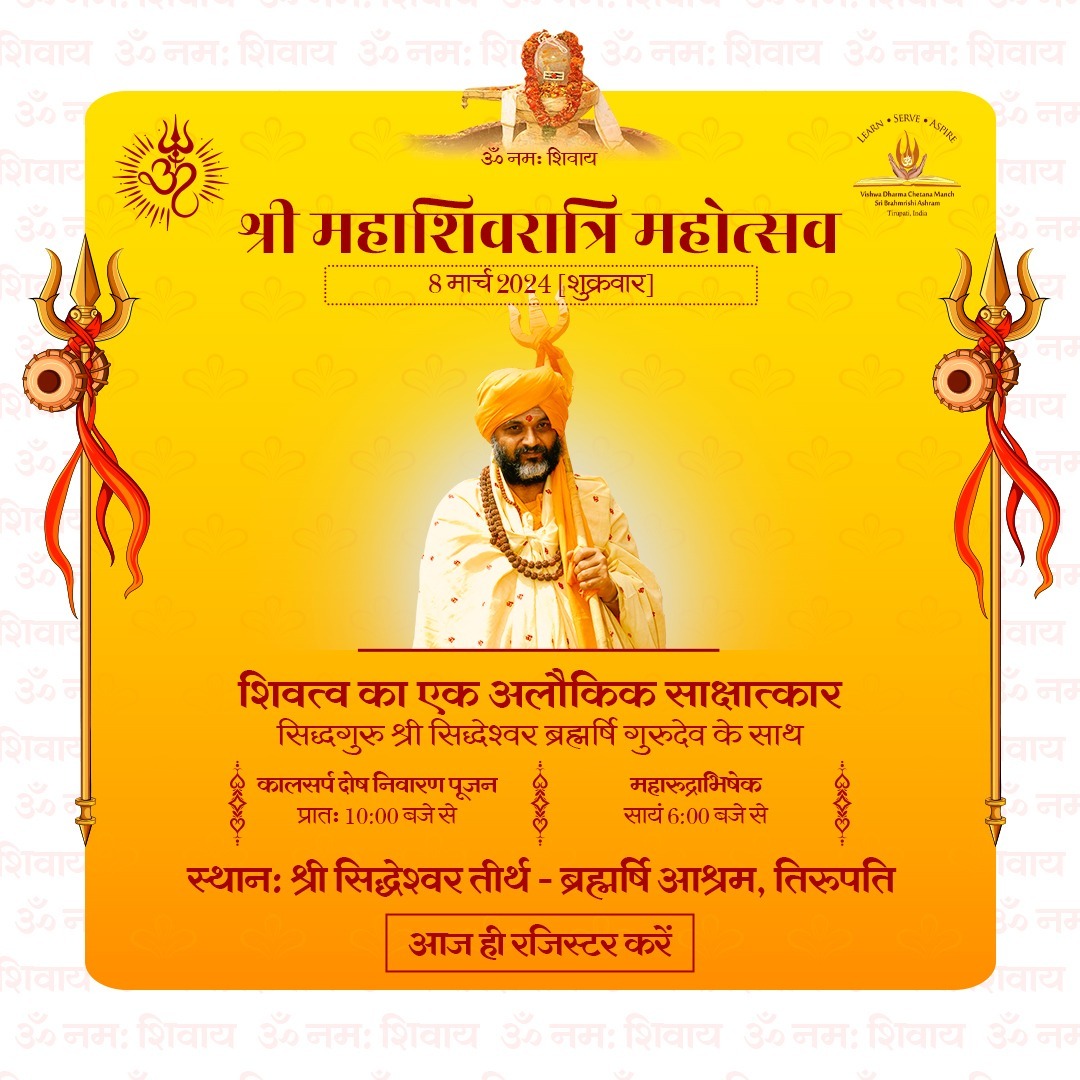 ॐ नमः शिवाय
LEARN • SERVE • ASPIRE
Vishwa Dharma Chetana Manch
Sri Brahmrishi Ashram
Tirupati, India
ॐ
श्री महाशिवरात्रि महोत्सव
8 मार्च 2024 [शुक्रवार]
शिवत्व का एक अलौकिक साक्षात्कार
सिद्धगुरु श्री सिद्धेश्वर ब्रह्मर्षि गुरुदेव के साथ
कालसर्प दोष निवारण पूजन
प्रातः 10:00 बजे से
महारुद्राभिषेक
सायं 6:00 बजे से
स्थान: श्री सिद्धेश्वर तीर्थ - ब्रह्मर्षि आश्रम, तिरुपति
आज ही रजिस्टर करें